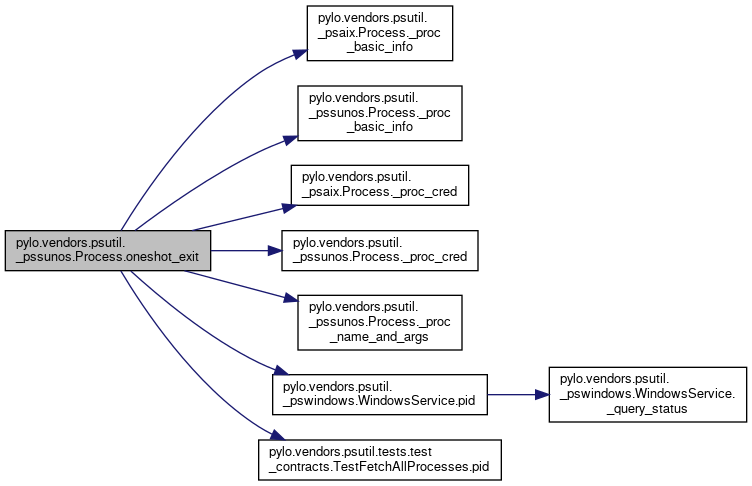 pylo.vendors.psutil.
_psaix.Process._proc
_basic_info
pylo.vendors.psutil.
_pssunos.Process._proc
_basic_info
pylo.vendors.psutil.
_psaix.Process._proc_cred
pylo.vendors.psutil.
_pssunos.Process.oneshot_exit
pylo.vendors.psutil.
_pssunos.Process._proc_cred
pylo.vendors.psutil.
_pssunos.Process._proc
_name_and_args
pylo.vendors.psutil.
_pswindows.WindowsService.pid
pylo.vendors.psutil.
_pswindows.WindowsService.
_query_status
pylo.vendors.psutil.tests.test
_contracts.TestFetchAllProcesses.pid